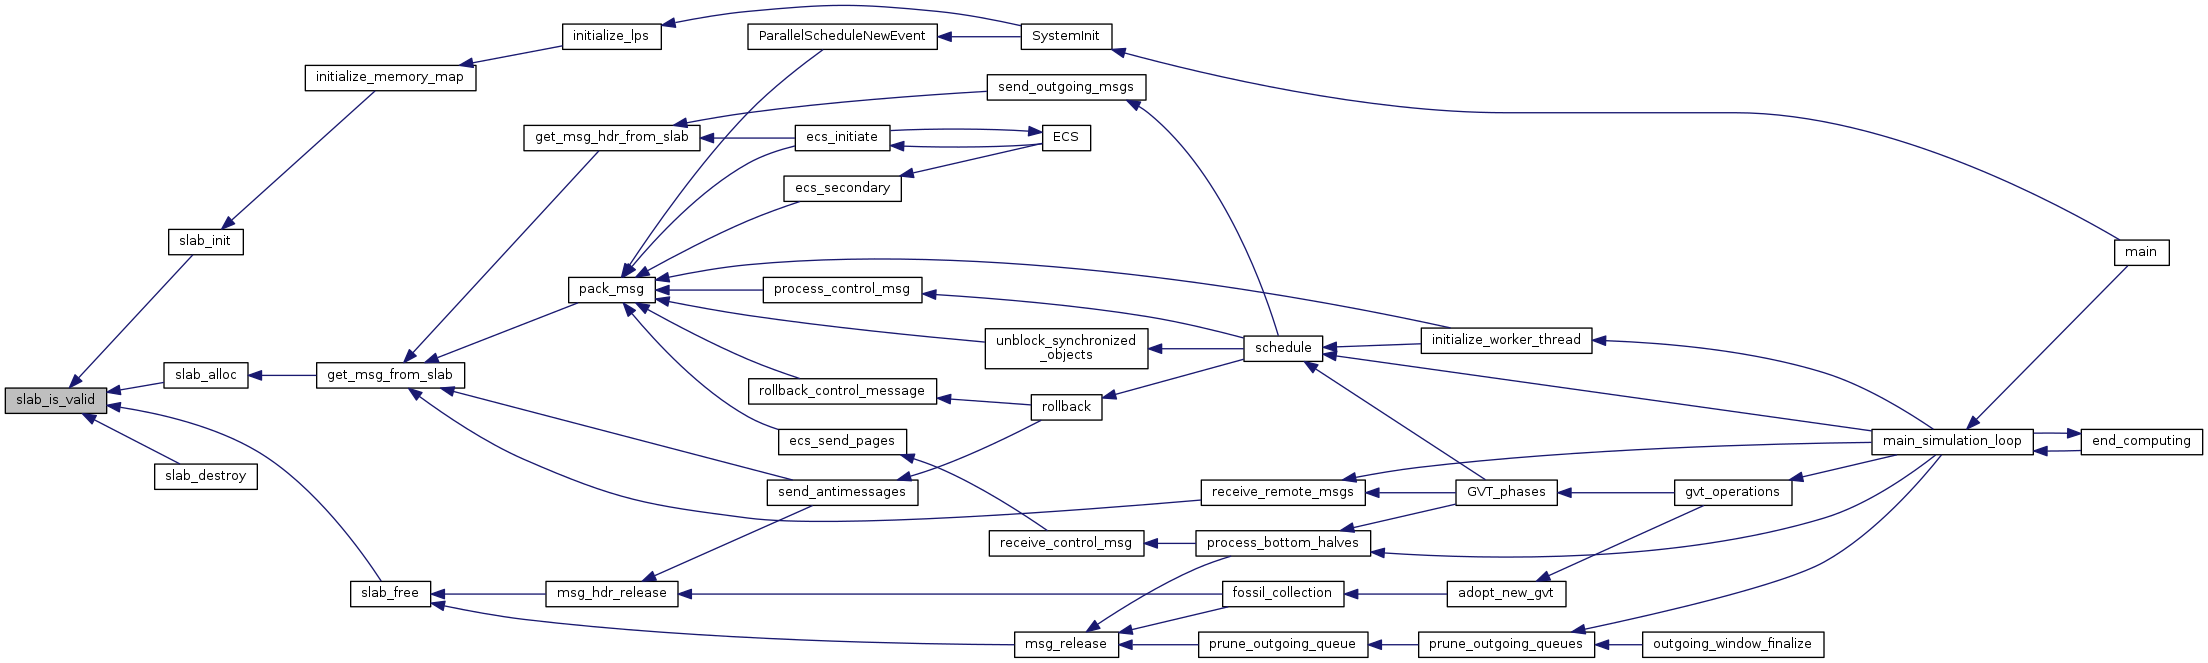 initialize_lps
ParallelScheduleNewEvent
SystemInit
initialize_memory_map
send_outgoing_msgs
get_msg_hdr_from_slab
ecs_initiate
ECS
ecs_secondary
slab_init
main
pack_msg
process_control_msg
unblock_synchronized
_objects
schedule
initialize_worker_thread
slab_is_valid
slab_alloc
get_msg_from_slab
rollback_control_message
rollback
ecs_send_pages
main_simulation_loop
end_computing
slab_destroy
send_antimessages
receive_remote_msgs
GVT_phases
gvt_operations
receive_control_msg
process_bottom_halves
slab_free
msg_hdr_release
fossil_collection
adopt_new_gvt
msg_release
prune_outgoing_queue
prune_outgoing_queues
outgoing_window_finalize